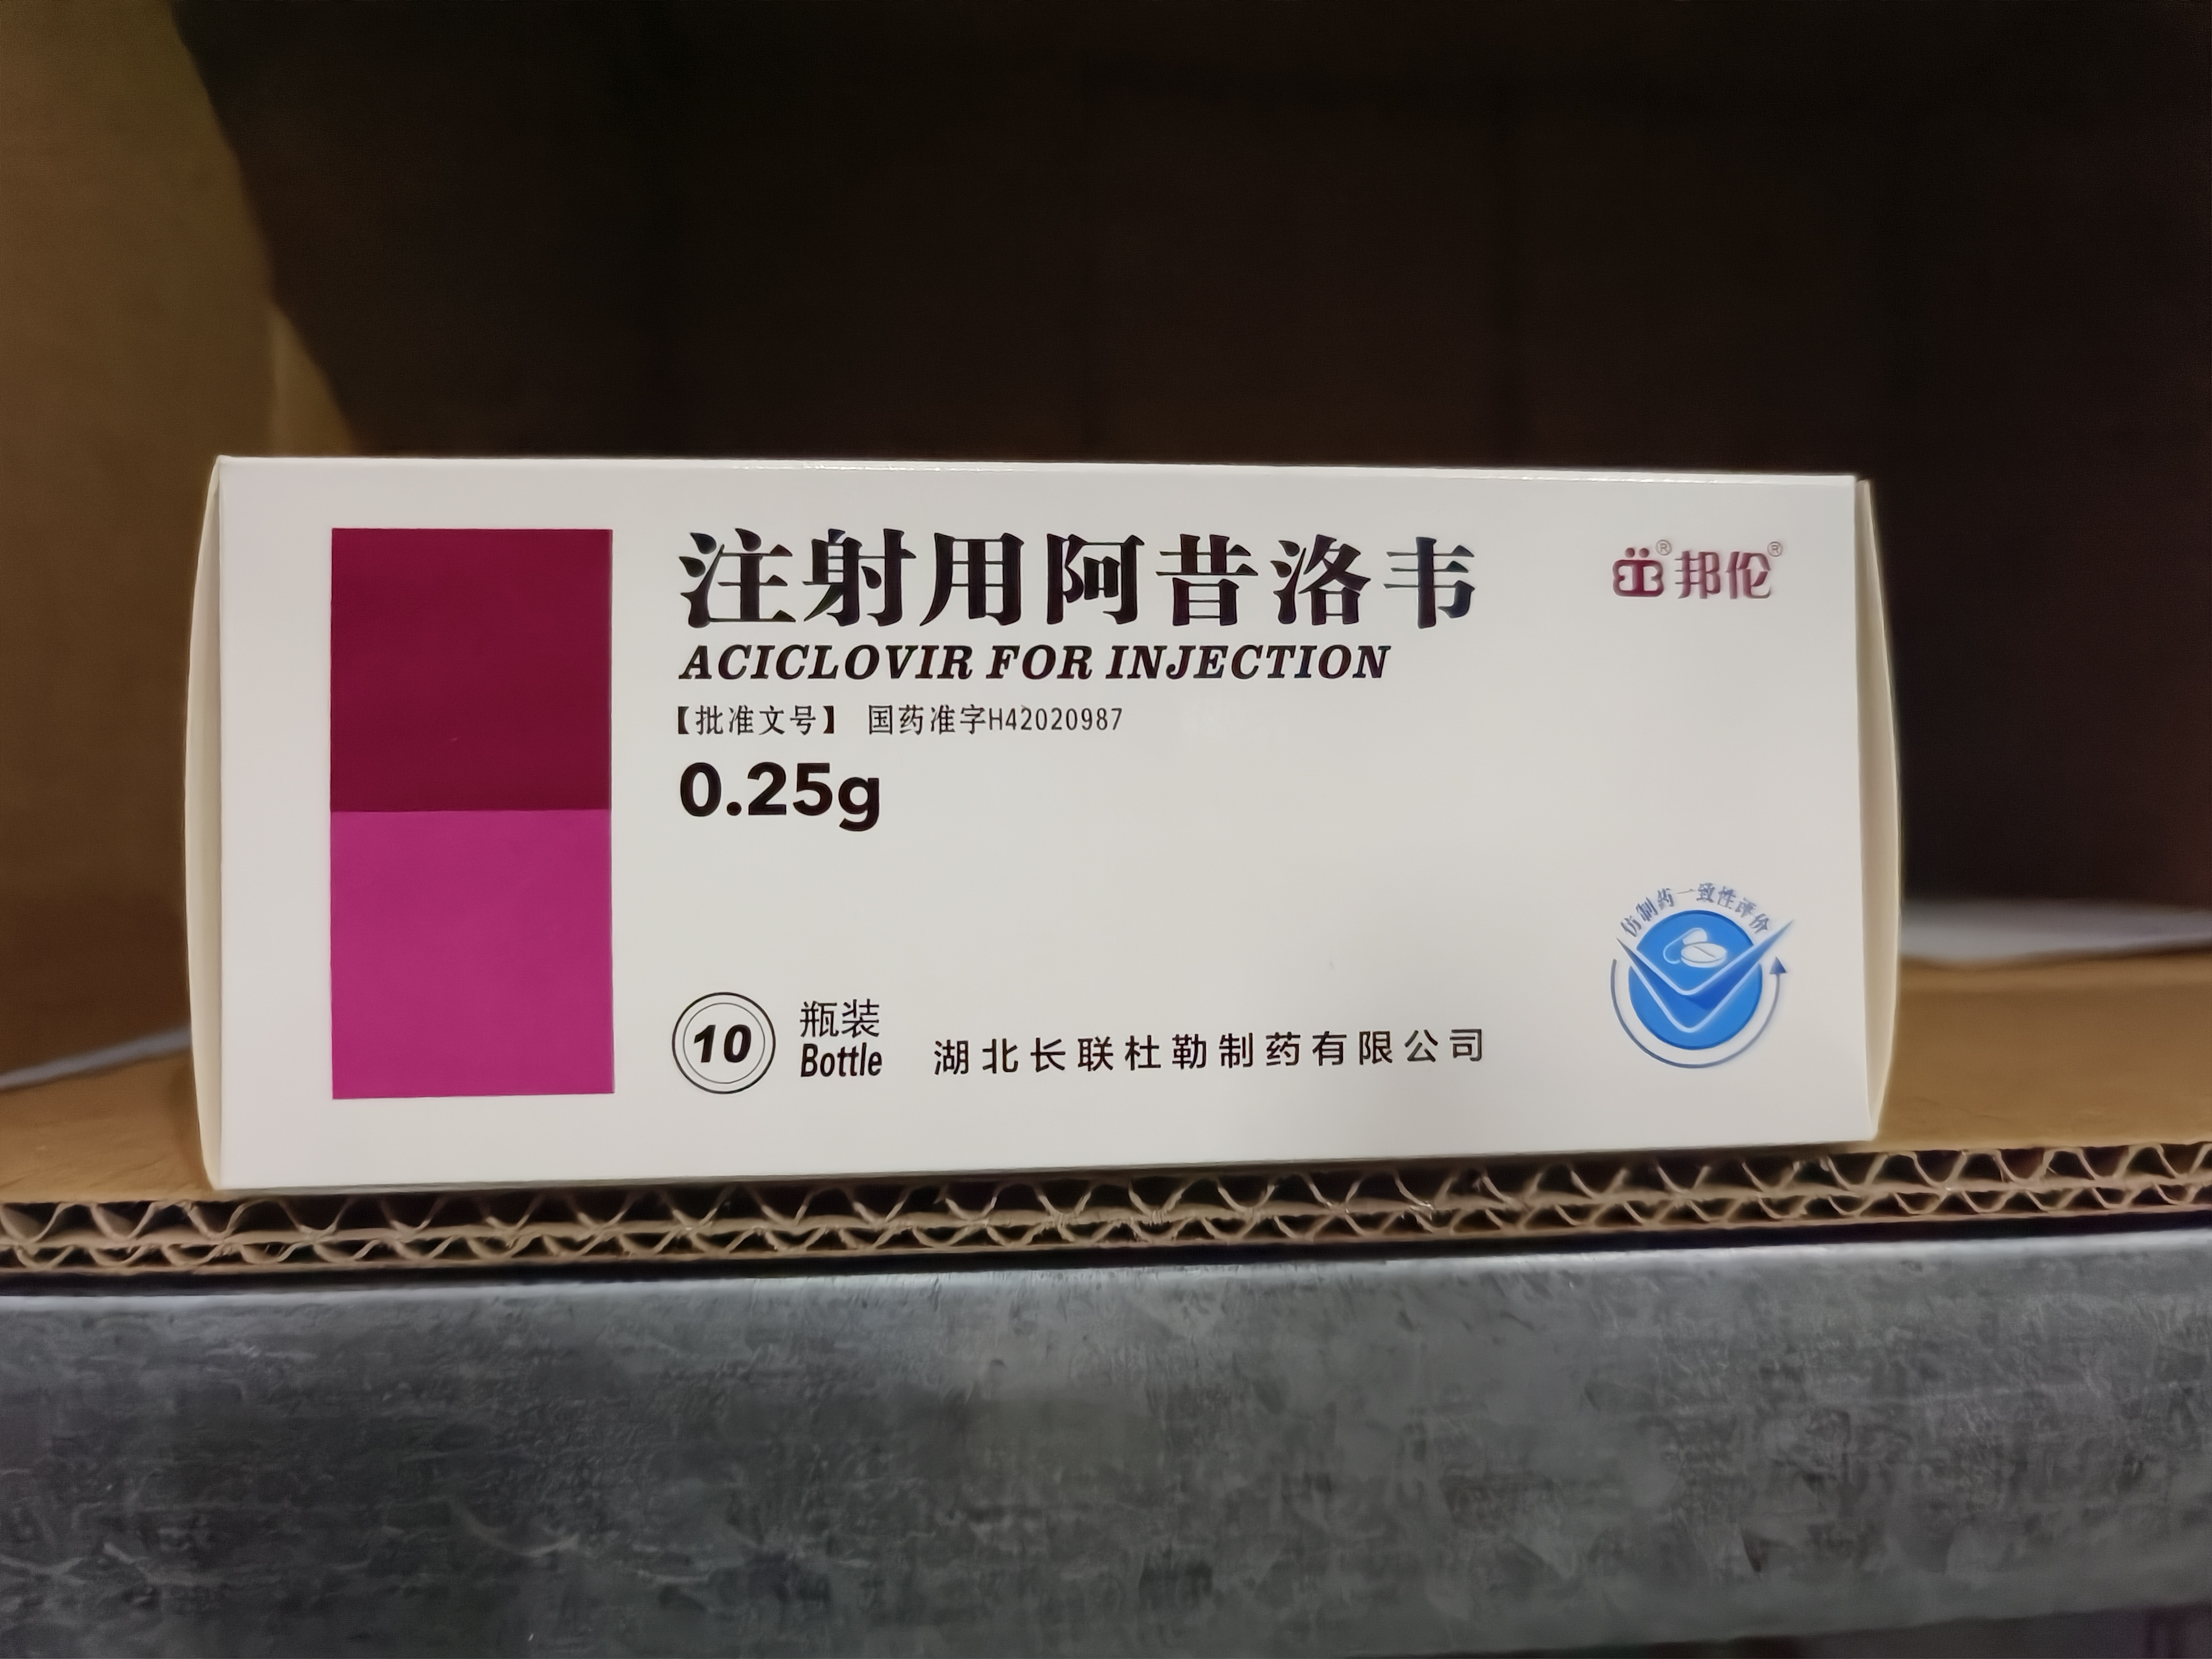 注射用阿昔洛韦
邦伦®
ACICLOVIR FOR INJECTION
【批准文号】 国药准字H42020987
0.25g
仿制药一致性评价
10 瓶装
Bottle
湖北长联杜勒制药有限公司